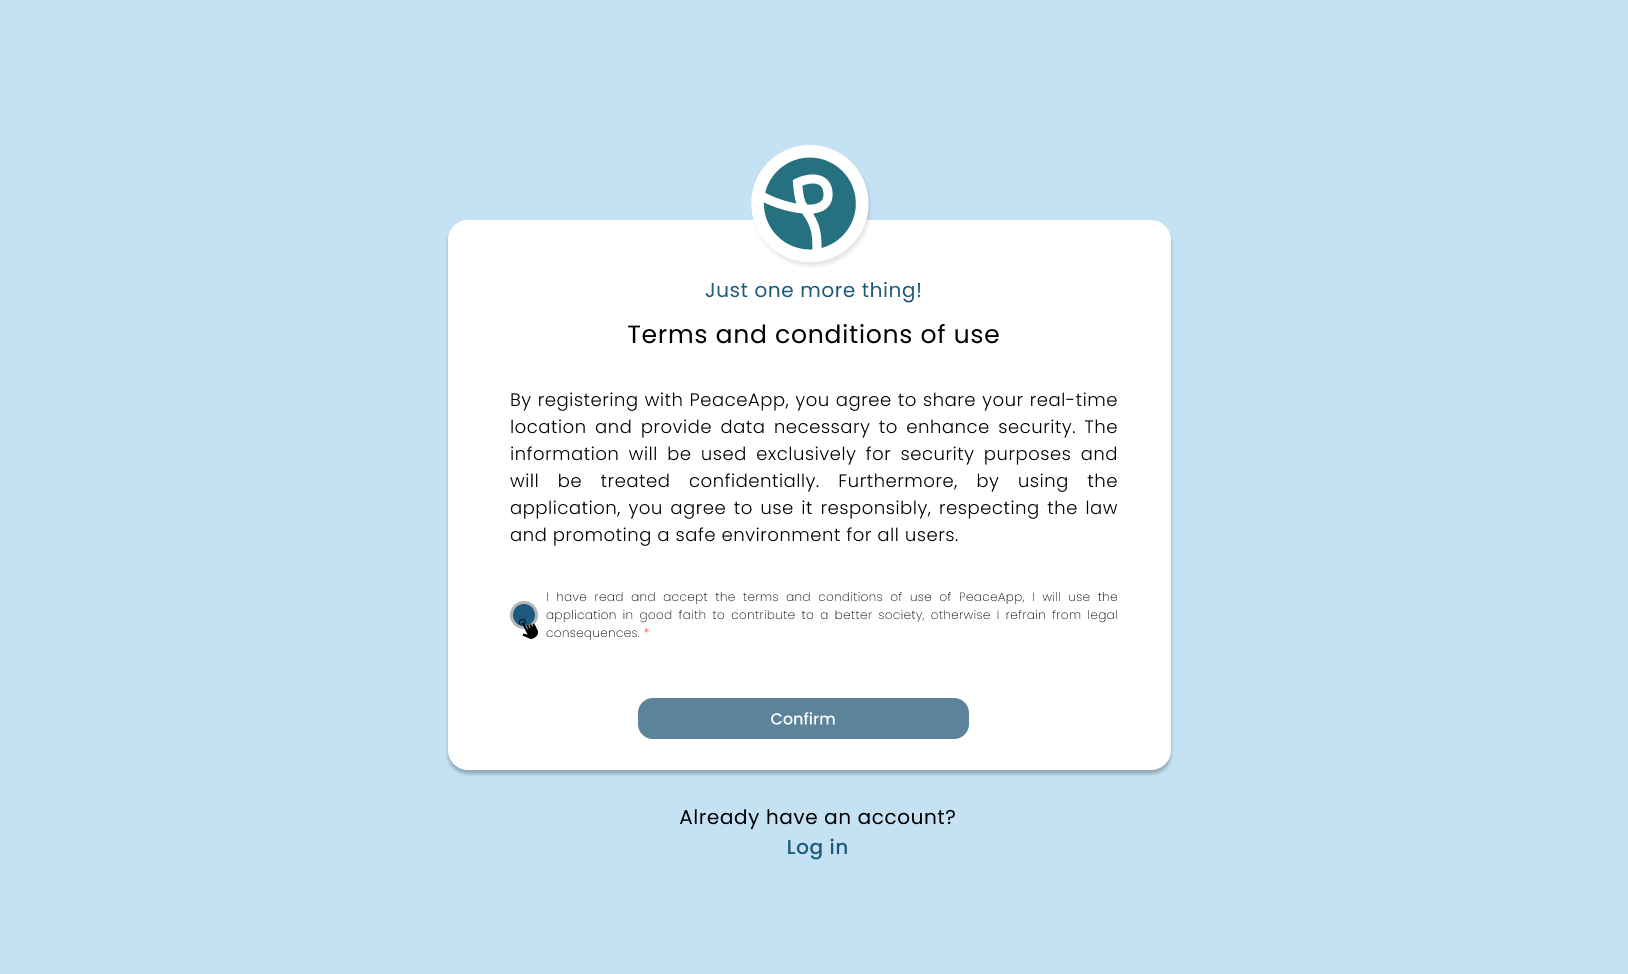 Just one more thing!
Terms and conditions of use
By registering with PeaceApp, you agree to share your real-time
location and provide data necessary to enhance security. The
information will be used exclusively for security purposes and
will be treated confidentially. Furthermore, by using the
application, you agree to use it responsibly, respecting the law
and promoting a safe environment for all users.
I have read and accept the terms and conditions of use of PeaceApp, I will use the
application in good faith to contribute to a better society, otherwise I refrain from legal
consequences. *
Confirm
Already have an account?
Log in